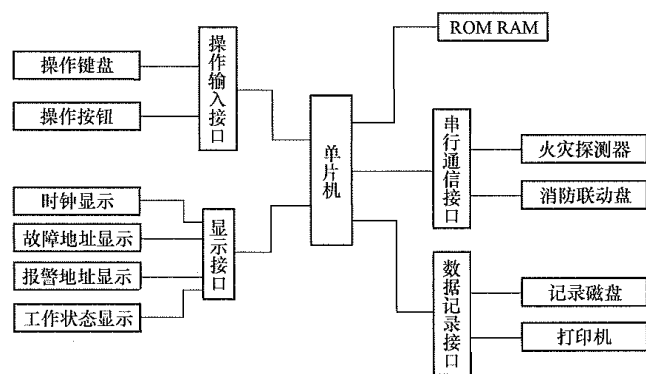 操作键盘
操作按钮
操作输入接口
时钟显示
故障地址显示
报警地址显示
工作状态显示
显示接口
单片机
ROM RAM
串行通信接口
火灾探测器
消防联动盘
数据记录接口
记录磁盘
打印机